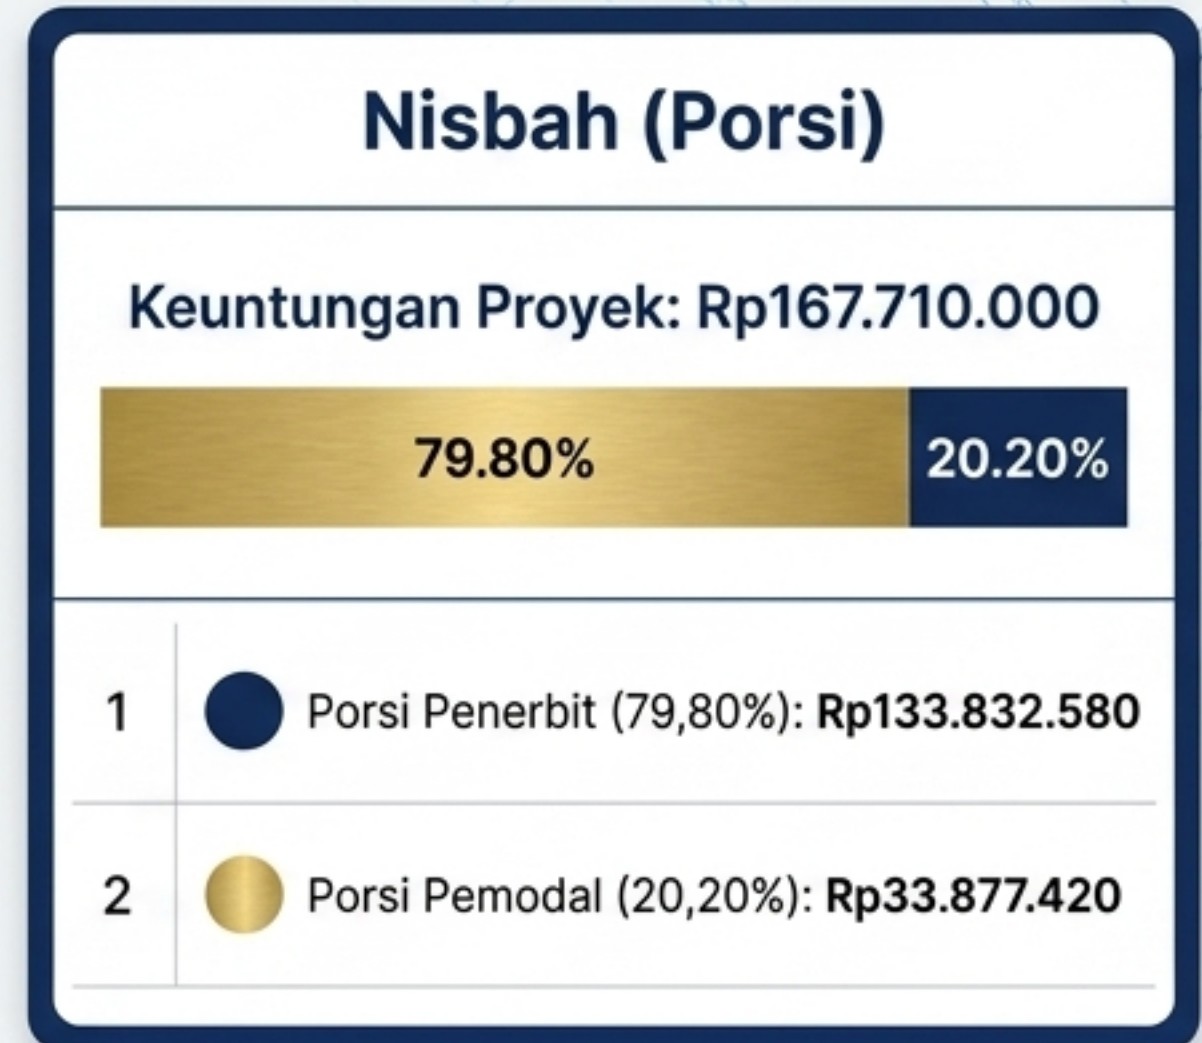 Nisbah (Porsi)
Keuntungan Proyek: Rp167.710.000
79.80% 20.20%
1 Porsi Penerbit (79,80%): Rp133.832.580
2 Porsi Pemodal (20,20%): Rp33.877.420